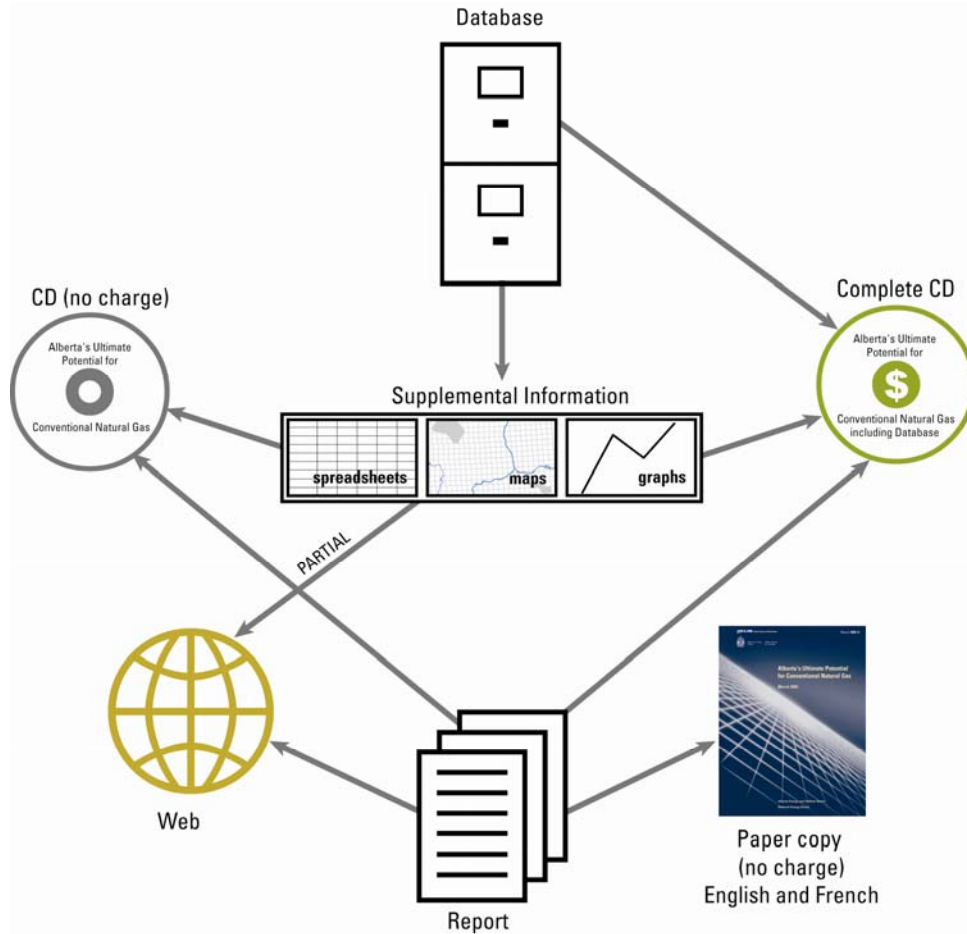 Database
CD (no charge)
Alberta's Ultimate
Potential for
Conventional Natural Gas
Complete CD
Alberta's Ultimate
Potential for
$
Conventional Natural Gas
including Database
Supplemental Information
spreadsheets
maps
graphs
PARTIAL
Web
Report
Alberta's Ultimate Potential
for Conventional Natural Gas
Paper copy
(no charge)
English and French